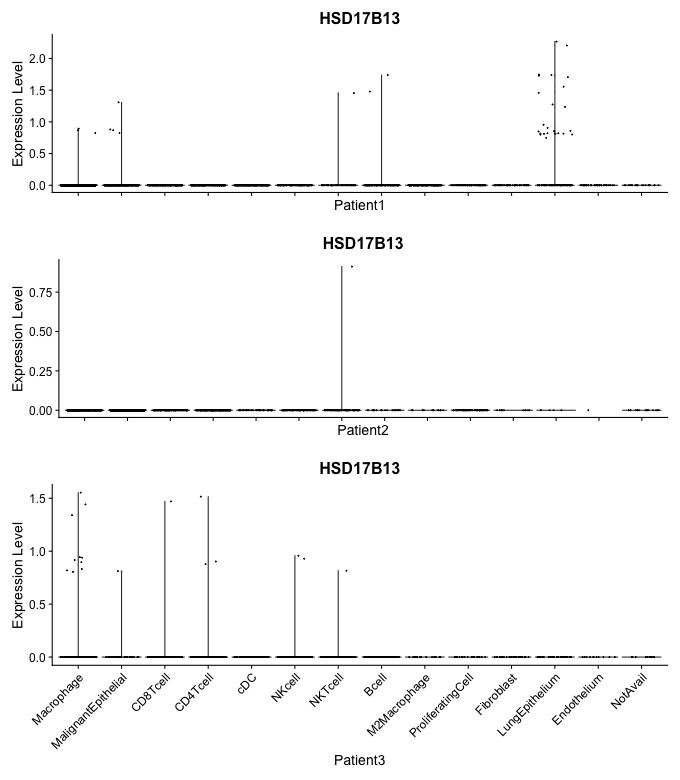 HSD17B13
Expression Level
2.0
1.5
1.0
0.5
0.0
Patient1
HSD17B13
Expression Level
0.75
0.50
0.25
0.00
Patient2
HSD17B13
Expression Level
1.5
1.0
0.5
0.0
Macrophage
MalignantEpithelial
CD8Tcell
CD4Tcell
cDC
NKcell
NKTcell
Bcell
M2Macrophage
ProliferatingCell
Fibroblast
LungEpithelium
Endothelium
NotAvail
Patient3